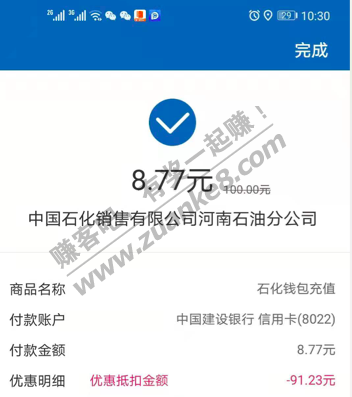 2G 3G 29 10:30
完成
8.77元 100.00元
中国石化销售有限公司河南石油分公司
商品名称 石化钱包充值
付款账户 中国建设银行 信用卡(8022)
付款金额 8.77元
优惠明细 优惠抵扣金额 -91.23元
赚客吧，有奖一起赚！
www.zuanke8.com